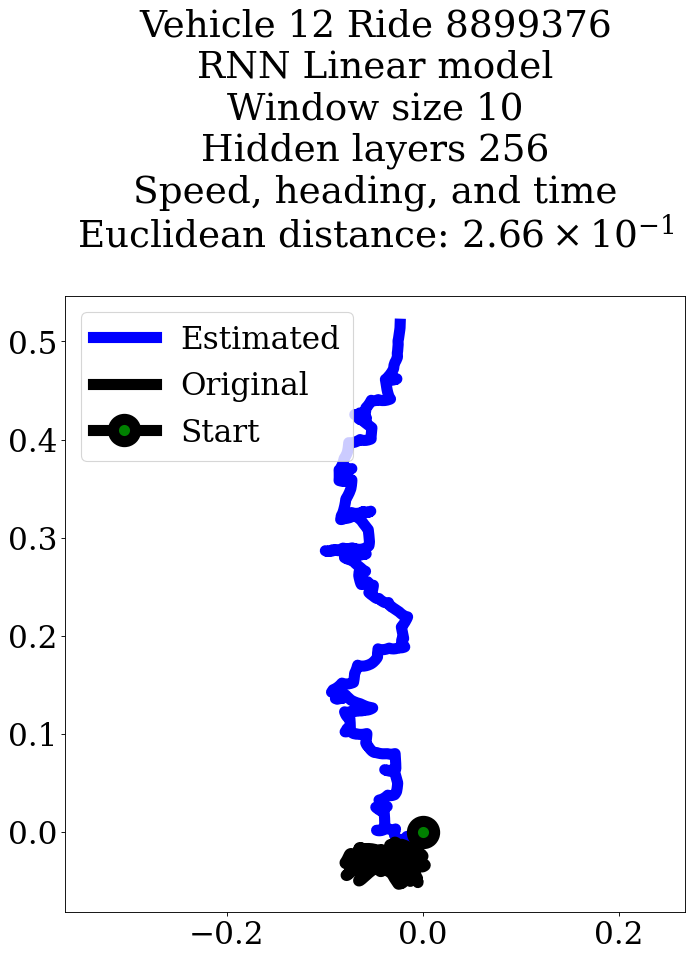 Vehicle 12 Ride 8899376
RNN Linear model
Window size 10
Hidden layers 256
Speed, heading, and time
Euclidean distance: 2.66 × 10⁻¹
Estimated
Original
Start
0.5
0.4
0.3
0.2
0.1
0.0
−0.2 0.0 0.2